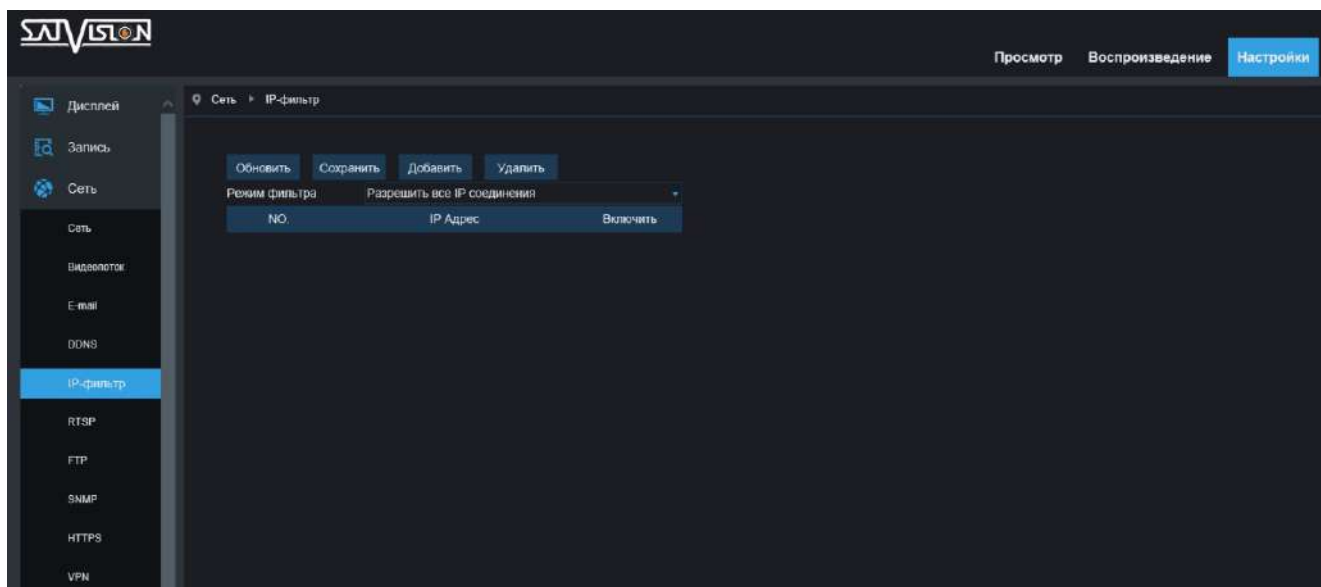 SATVISION
Просмотр Воспроизведение Настройки
Дисплей
Сеть IP-фильтр
Запись
Обновить Сохранить Добавить Удалить
Сеть
Режим фильтра Разрешить все IP соединения
NO. IP Адрес Включить
Сеть
Видеопоток
E-mail
DDNS
IP-фильтр
RTSP
FTP
SNMP
HTTPS
VPN